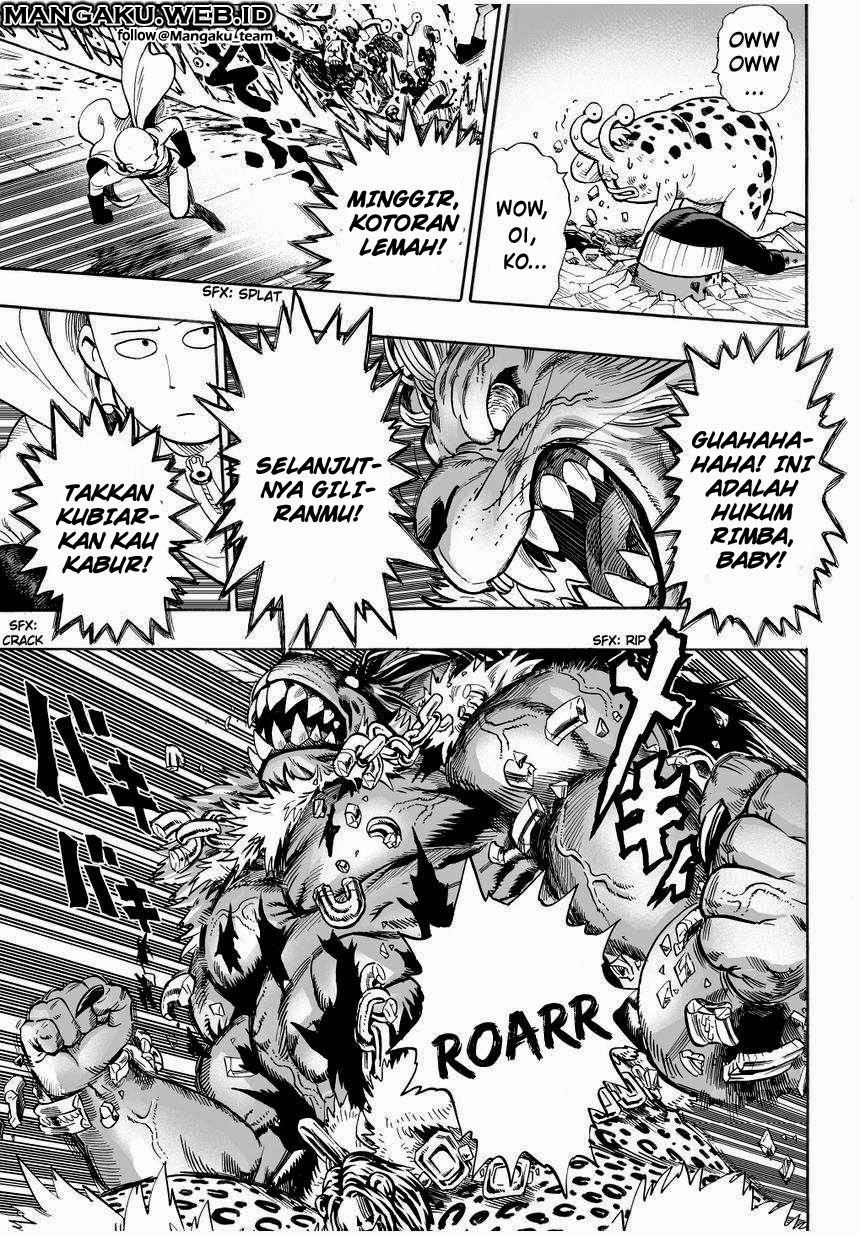 MANGAKU.WEB.ID
follow@Mangaku_team
OWW
OWW
...
WOW,
OI,
KO...
MINGGIR,
KOTORAN
LEMAH!
SFX: SPLAT
GUAHAHA-
HAHA! INI
ADALAH
HUKUM
RIMBA,
BABY!
SELANJUT-
NYA GILI-
RANMU!
TAKKAN
KUBIAR-
KAN KAU
KABUR!
SFX: RIP
SFX:
CRACK
バキ
バキ
ROARR